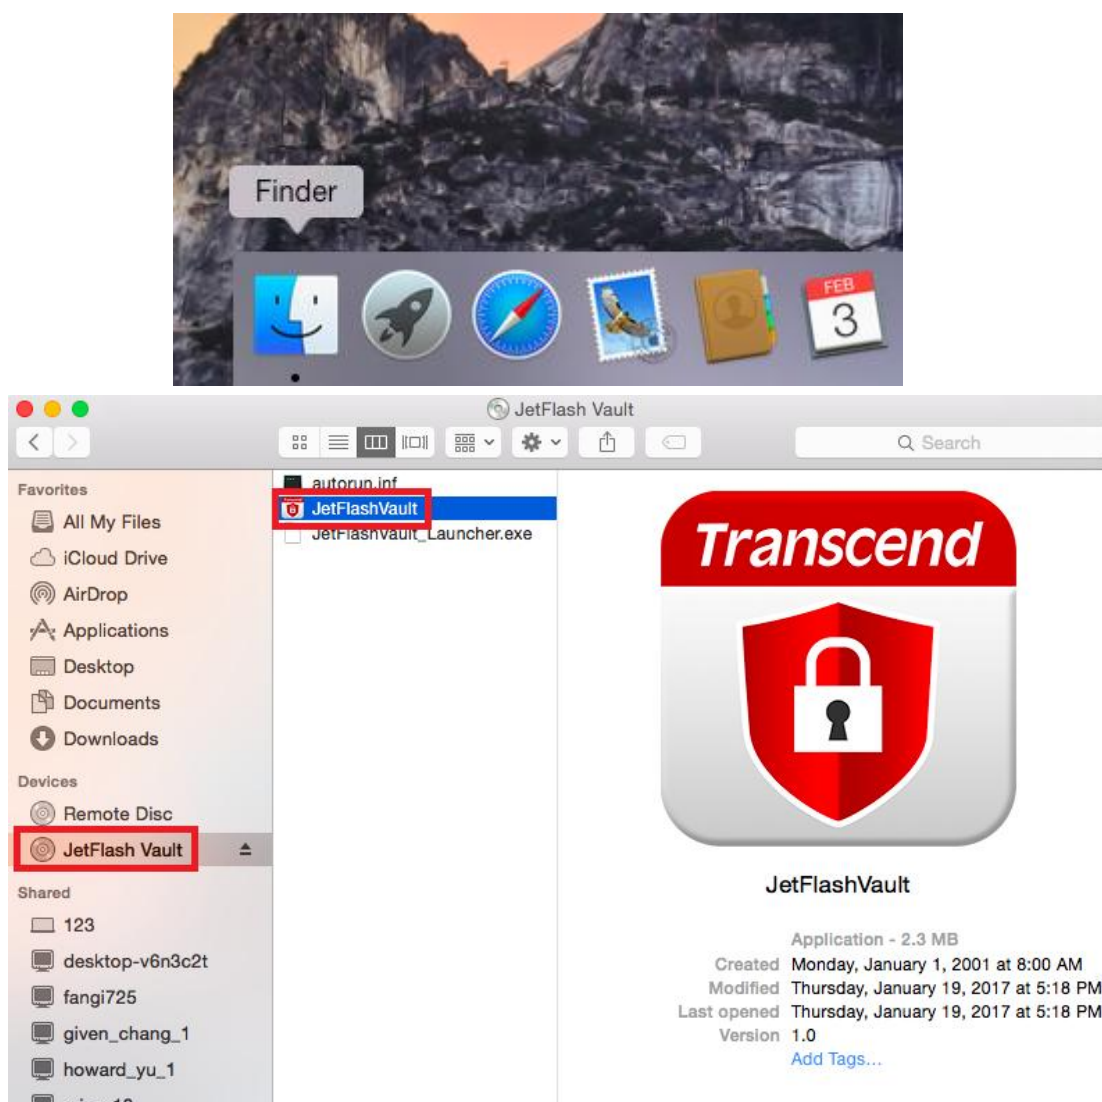 Finder
FEB
3
JetFlash Vault
Search
Favorites
All My Files
iCloud Drive
AirDrop
Applications
Desktop
Documents
Downloads
Devices
Remote Disc
JetFlash Vault
Shared
123
desktop-v6n3c2t
fangi725
given_chang_1
howard_yu_1
autorun.inf
Transcend
JetFlashVault
JetFlashVault_Launcher.exe
Transcend
JetFlashVault
Application - 2.3 MB
Created Monday, January 1, 2001 at 8:00 AM
Modified Thursday, January 19, 2017 at 5:18 PM
Last opened Thursday, January 19, 2017 at 5:18 PM
Version 1.0
Add Tags...